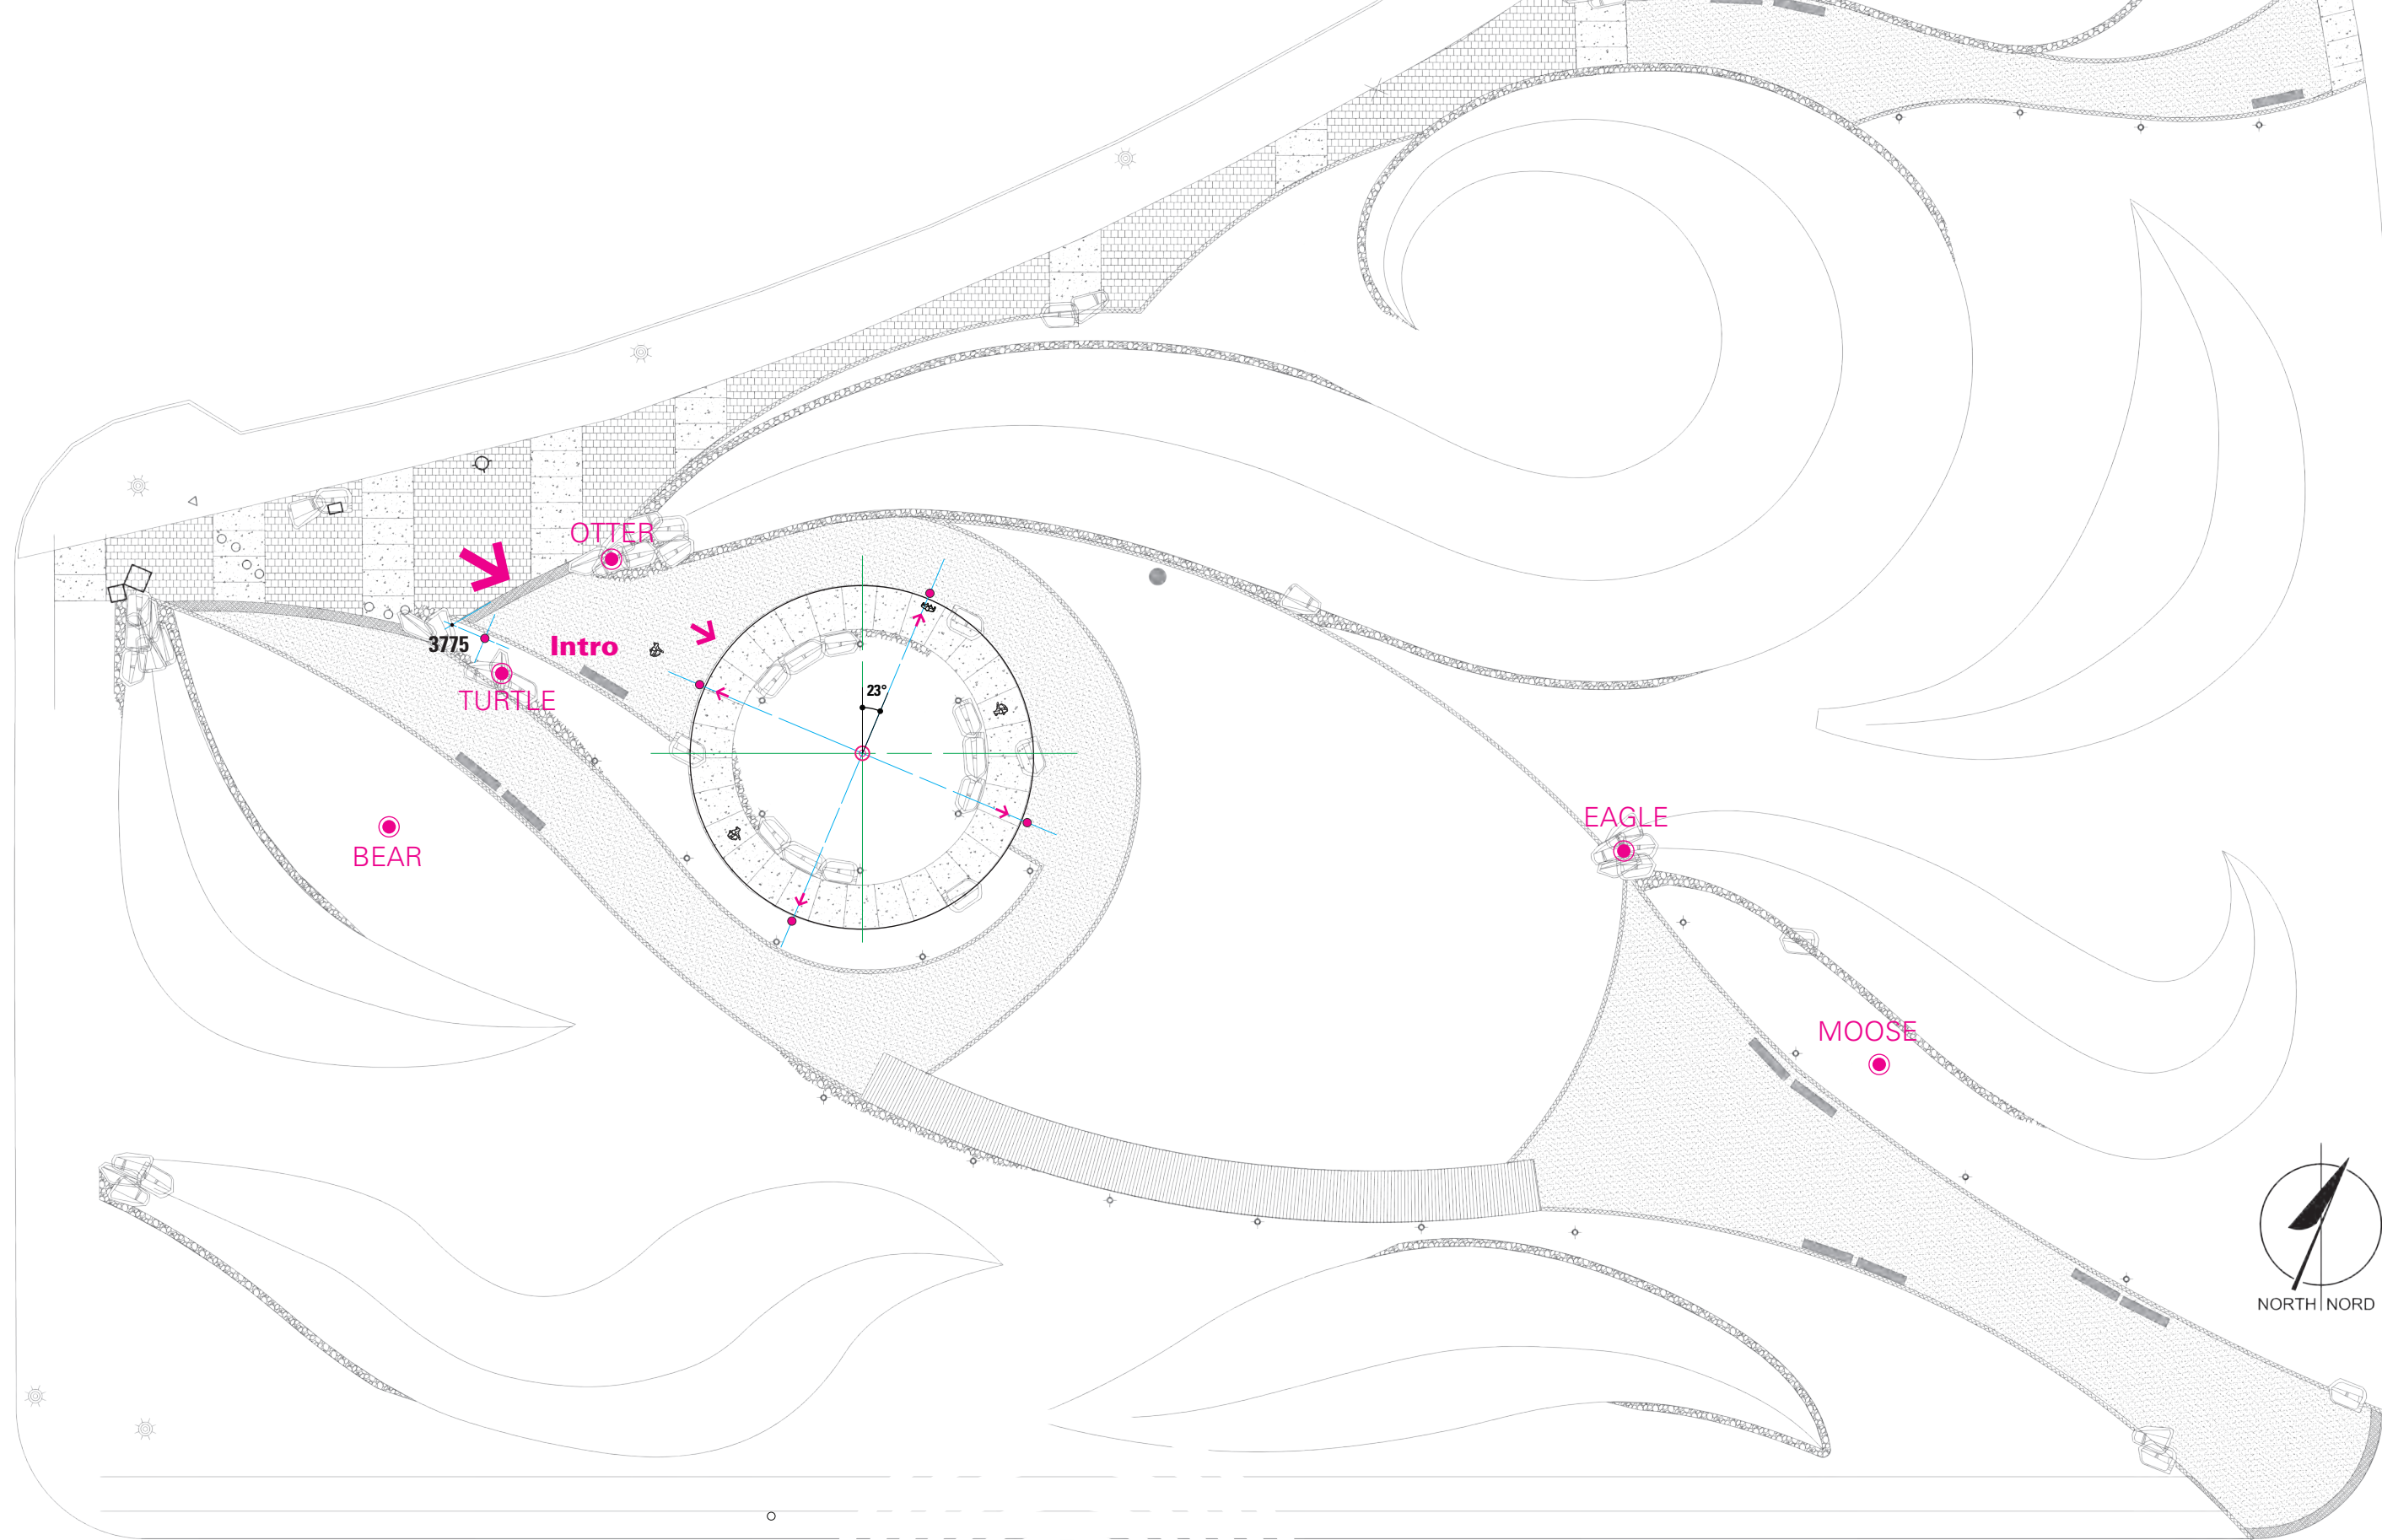 OTTER
3775
Intro
TURTLE
23°
BEAR
EAGLE
MOOSE
NORTH NORD